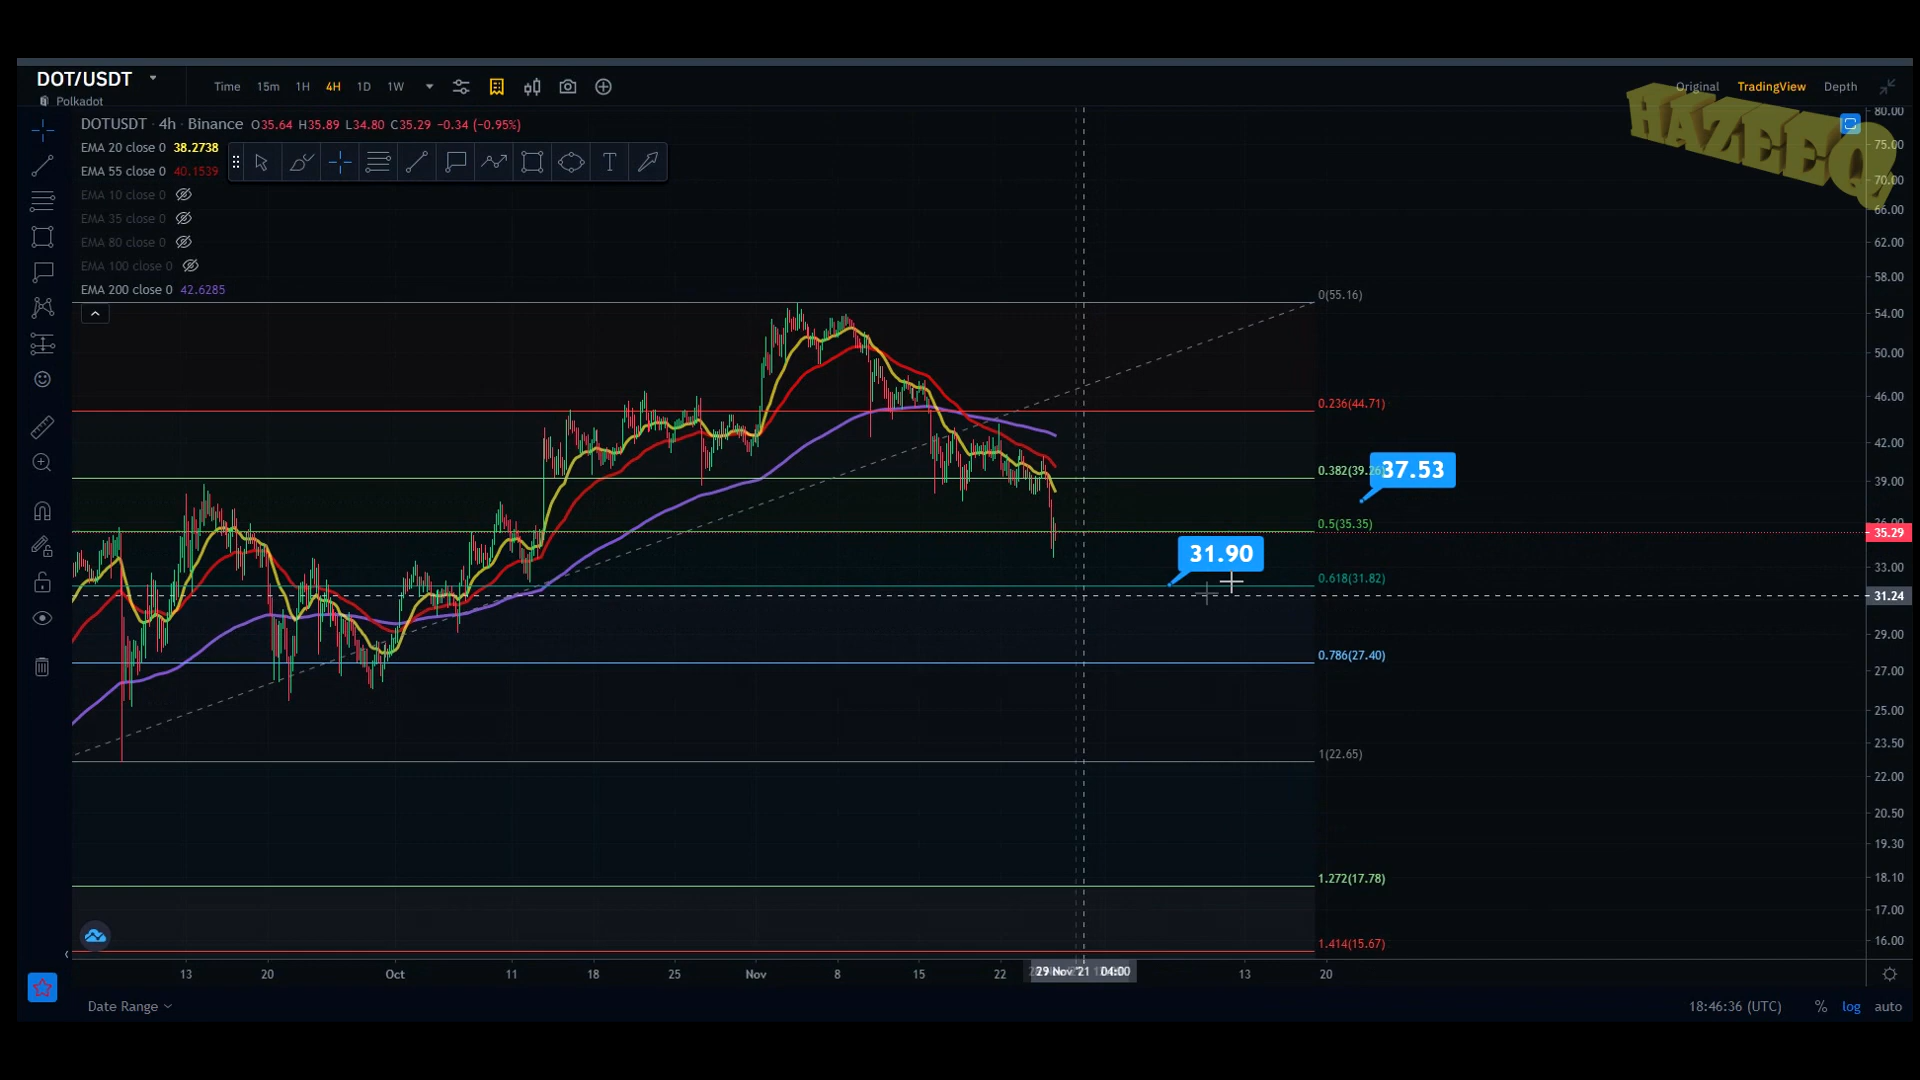 DOT/USDT
Polkadot
Time 15m 1H 4H 1D 1W
Original TradingView Depth
HAZEEQ
DOTUSDT · 4h · Binance O35.64 H35.89 L34.80 C35.29 −0.34 (−0.95%)
EMA 20 close 0 38.2738
EMA 55 close 0 40.1539
EMA 10 close 0
EMA 35 close 0
EMA 80 close 0
EMA 100 close 0
EMA 200 close 0 42.6285
T
0(55.16)
0.236(44.71)
0.382(39.26)
37.53
0.5(35.35)
31.90
0.618(31.82)
0.786(27.40)
1(22.65)
1.272(17.78)
1.414(15.67)
80.00
75.00
70.00
66.00
62.00
58.00
54.00
50.00
46.00
42.00
39.00
36.00
35.29
33.00
31.24
29.00
27.00
25.00
23.50
22.00
20.50
19.30
18.10
17.00
16.00
13 20 Oct 11 18 25 Nov 8 15 22 29 Nov '21 04:00 13 20
Date Range
18:46:36 (UTC) % log auto